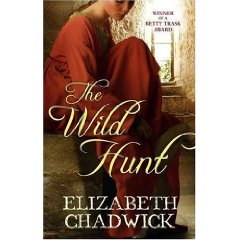 WINNER
OF A
BETTY TRASK
AWARD
The
Wild
Hunt
ELIZABETH
CHADWICK